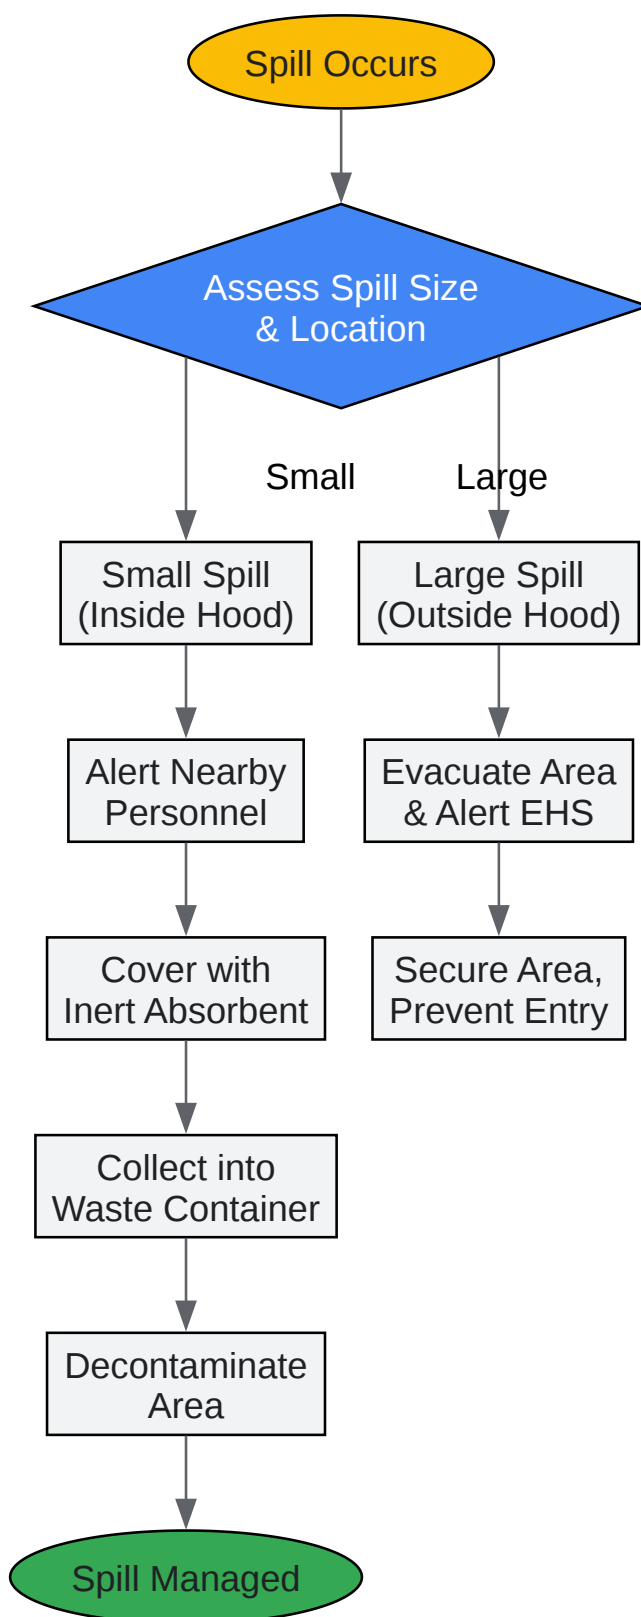 Spill Occurs
Assess Spill Size
& Location
Small
Large
Small Spill
(Inside Hood)
Large Spill
(Outside Hood)
Alert Nearby
Personnel
Evacuate Area
& Alert EHS
Cover with
Inert Absorbent
Secure Area,
Prevent Entry
Collect into
Waste Container
Decontaminate
Area
Spill Managed